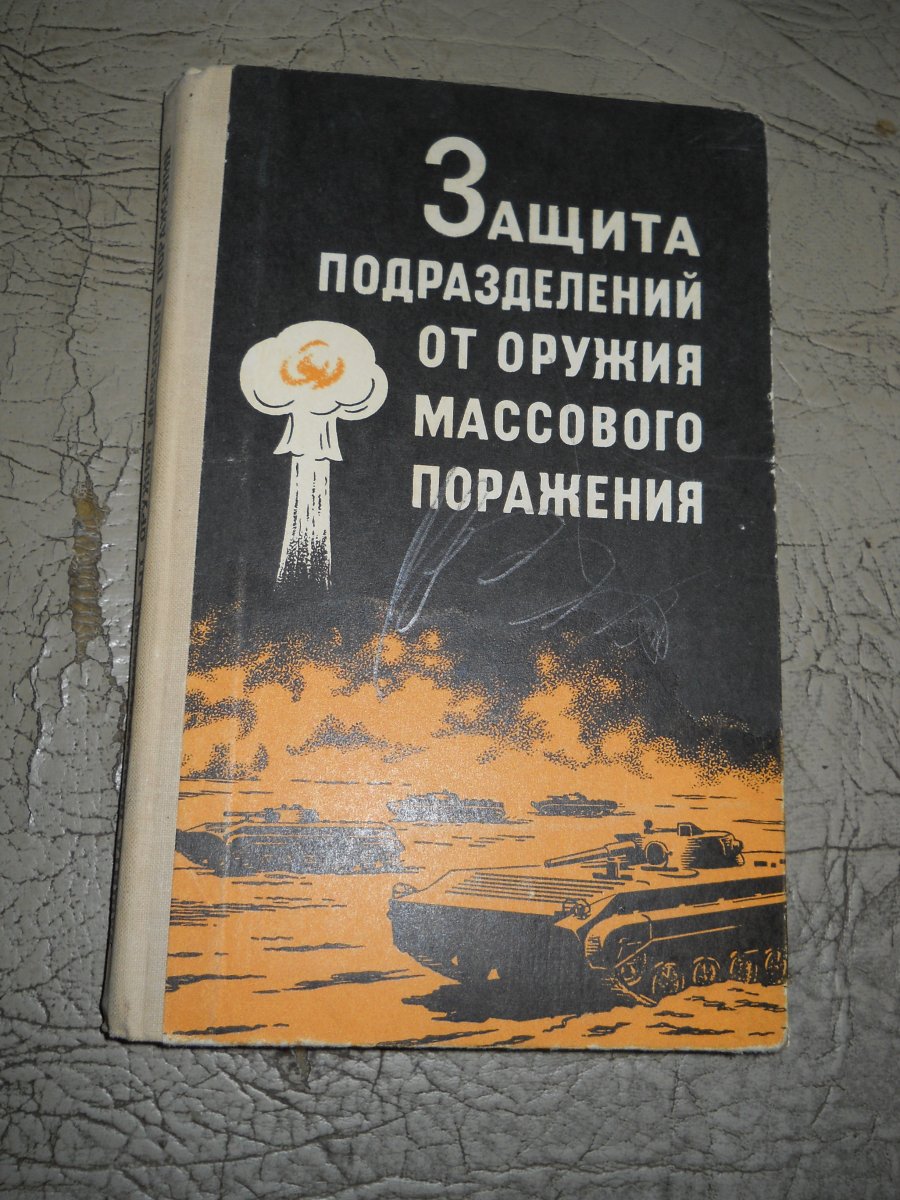 ЗАЩИТА
ПОДРАЗДЕЛЕНИЙ
ОТ ОРУЖИЯ
МАССОВОГО
ПОРАЖЕНИЯ